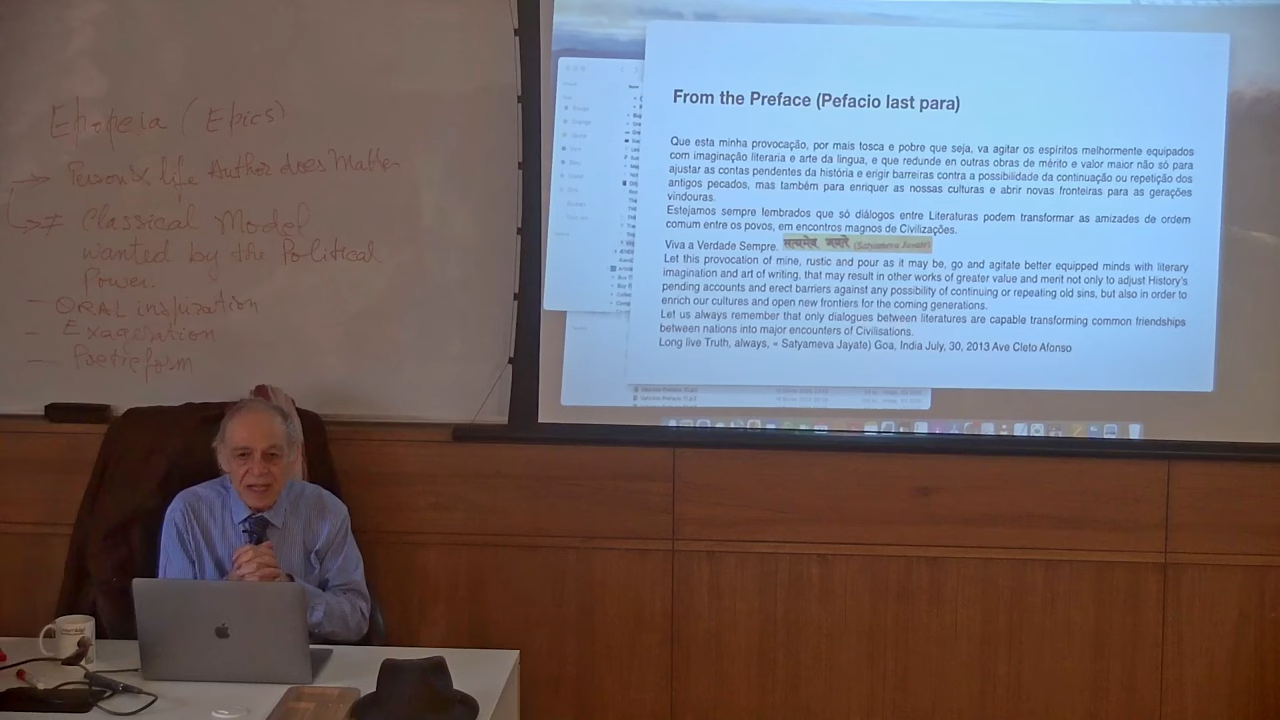 Epopeia (Epics)
→ Person & life Author does Matter
↳ ≠ Classical Model
wanted by the Political
Power.
— ORAL inspiration
— Exageration
— Poetic form
From the Preface (Pefacio last para)
Que esta minha provocação, por mais tosca e pobre que seja, va agitar os espíritos melhormente equipados
com imaginação literaria e arte da lingua, e que redunde en outras obras de mérito e valor maior não só para
ajustar as contas pendentes da história e erigir barreiras contra a possibilidade da continuação ou repetição dos
antigos pecados, mas também para enriquer as nossas culturas e abrir novas fronteiras para as gerações
vindouras.
Estejamos sempre lembrados que só diálogos entre Literaturas podem transformar as amizades de ordem
comum entre os povos, em encontros magnos de Civilizações.
Viva a Verdade Sempre. सत्यमेव जयते (Satyameva Jayate)
Let this provocation of mine, rustic and pour as it may be, go and agitate better equipped minds with literary
imagination and art of writing, that may result in other works of greater value and merit not only to adjust History's
pending accounts and erect barriers against any possibility of continuing or repeating old sins, but also in order to
enrich our cultures and open new frontiers for the coming generations.
Let us always remember that only dialogues between literatures are capable transforming common friendships
between nations into major encounters of Civilisations.
Long live Truth, always, « Satyameva Jayate) Goa, India July, 30, 2013 Ave Cleto Afonso